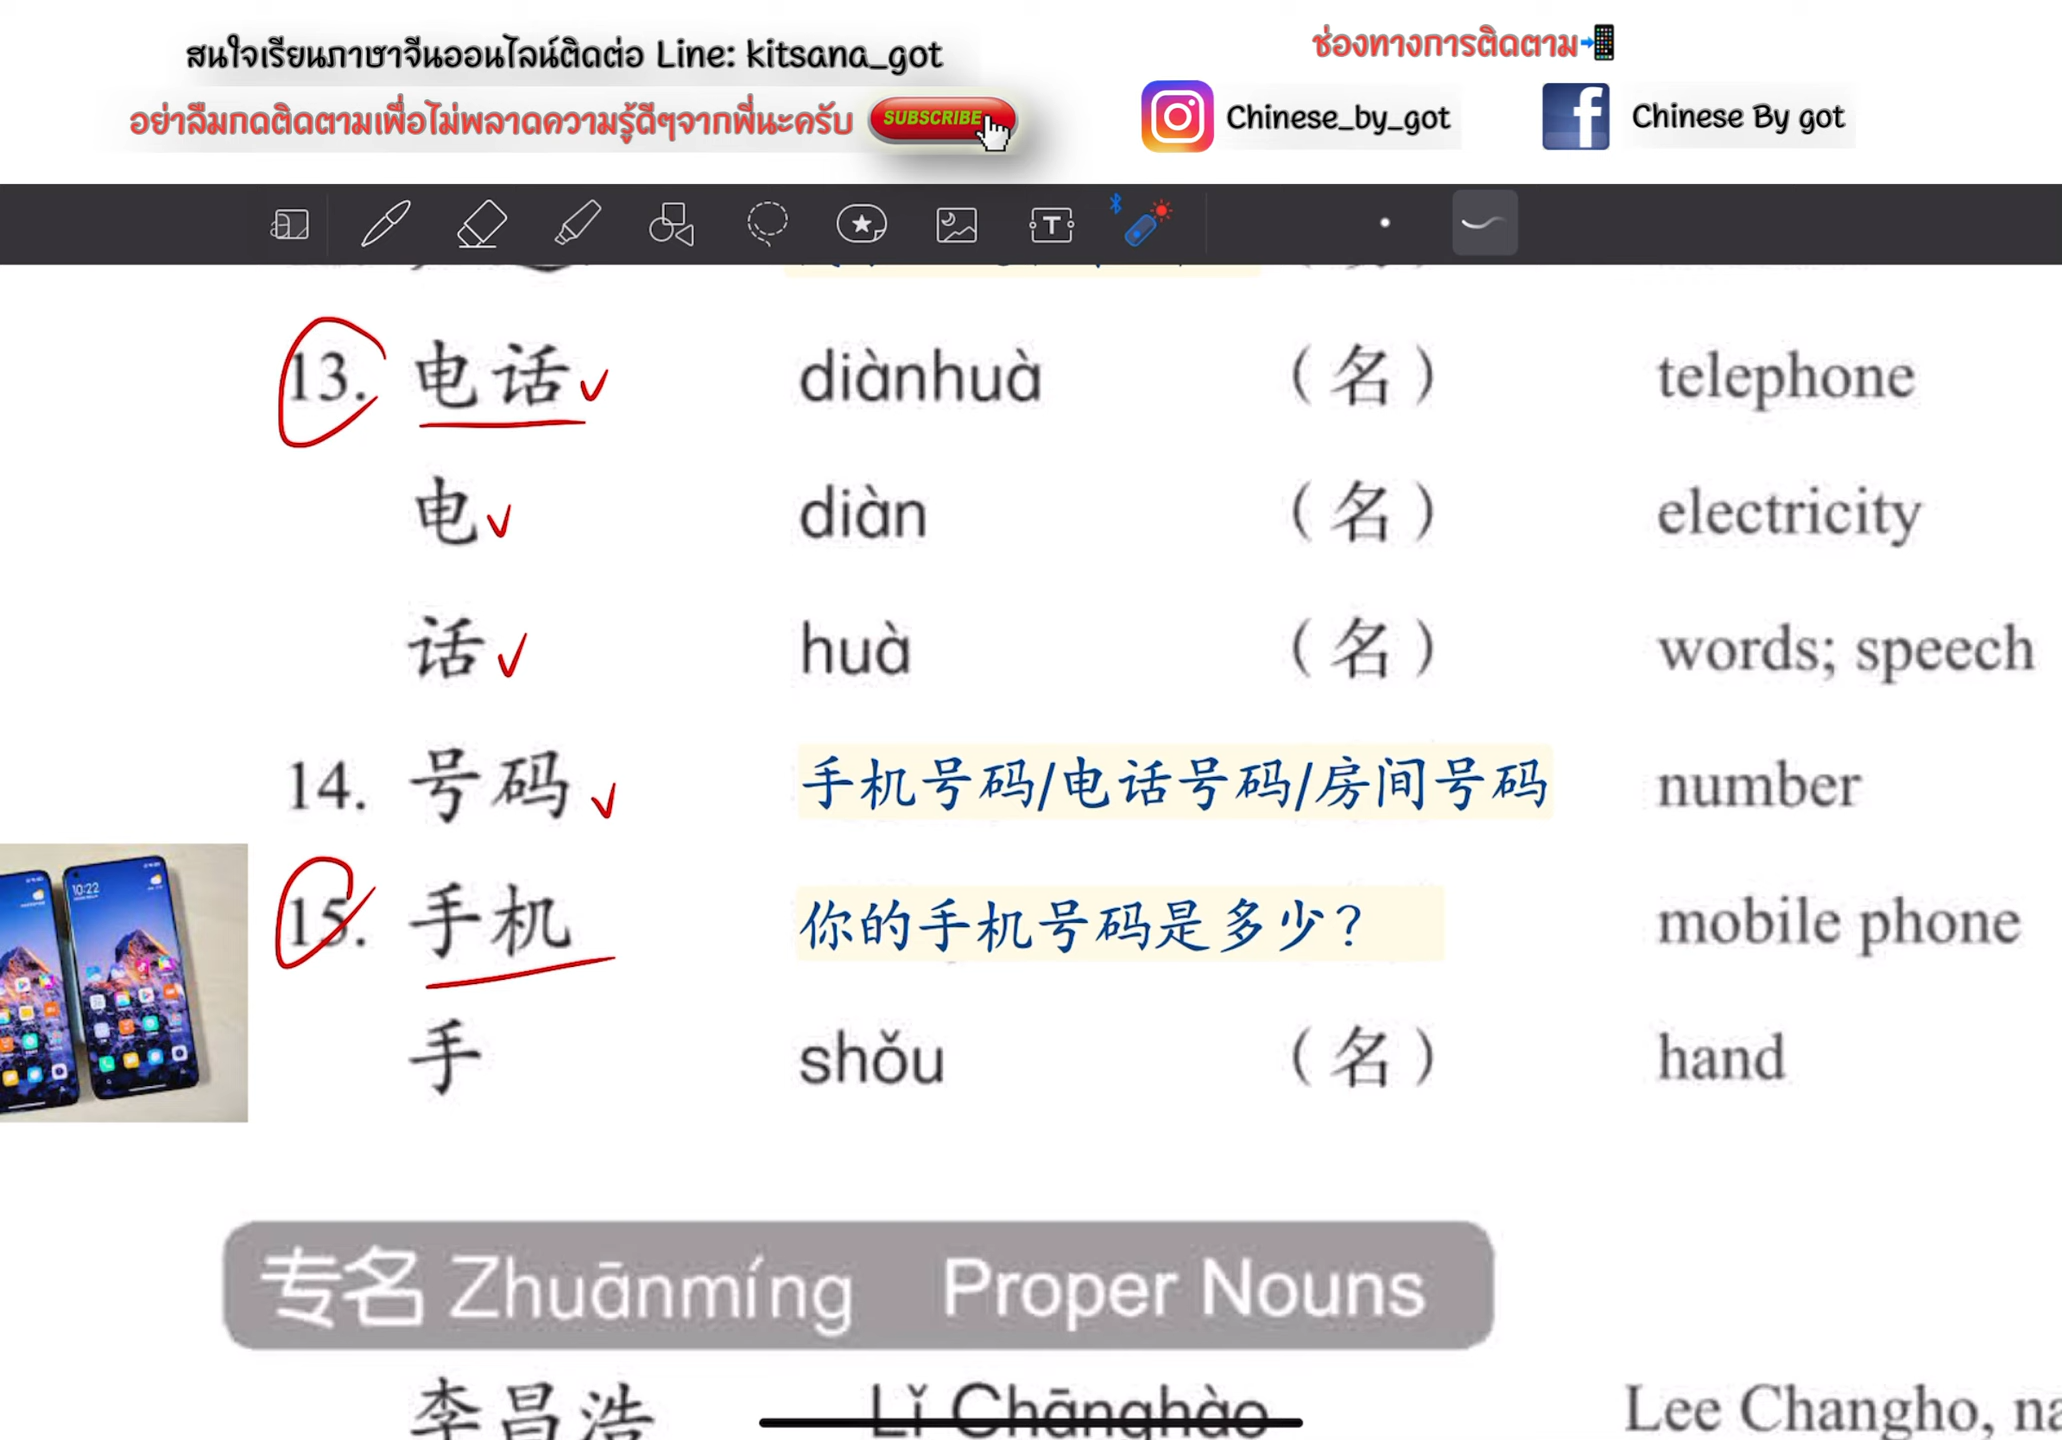 สนใจเรียนภาษาจีนออนไลน์ติดต่อ Line: kitsana_got
อย่าลืมกดติดตามเพื่อไม่พลาดความรู้ดีๆจากพี่นะครับ SUBSCRIBE
ช่องทางการติดตาม
Chinese_by_got Chinese By got
13. 电话 diànhuà （名） telephone
电 diàn （名） electricity
话 huà （名） words; speech
14. 号码 手机号码/电话号码/房间号码 number
15. 手机 你的手机号码是多少？ mobile phone
手 shǒu （名） hand
10:22
专名 Zhuānmíng Proper Nouns
李昌浩 Lǐ Chānghào Lee Changho,